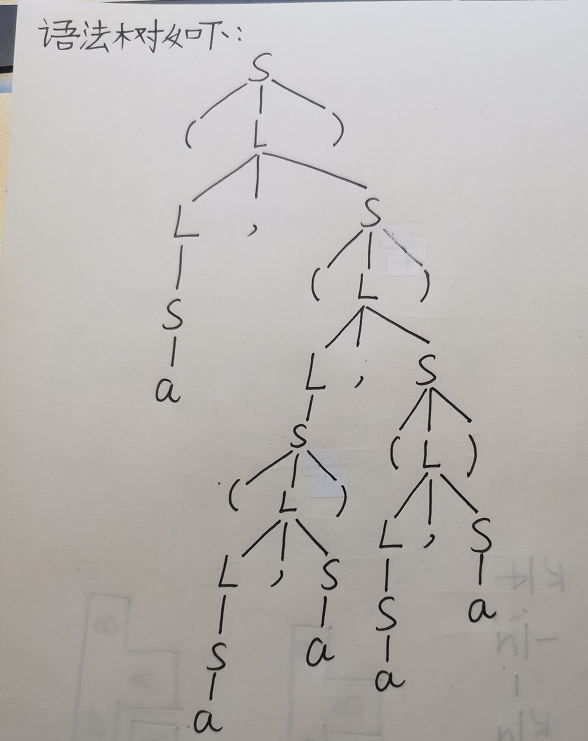 语法树如下:
S
( L )
L , S
( L )
S
a L , S
S ( L )
( L ) L , S
L , S S a
S a a
a